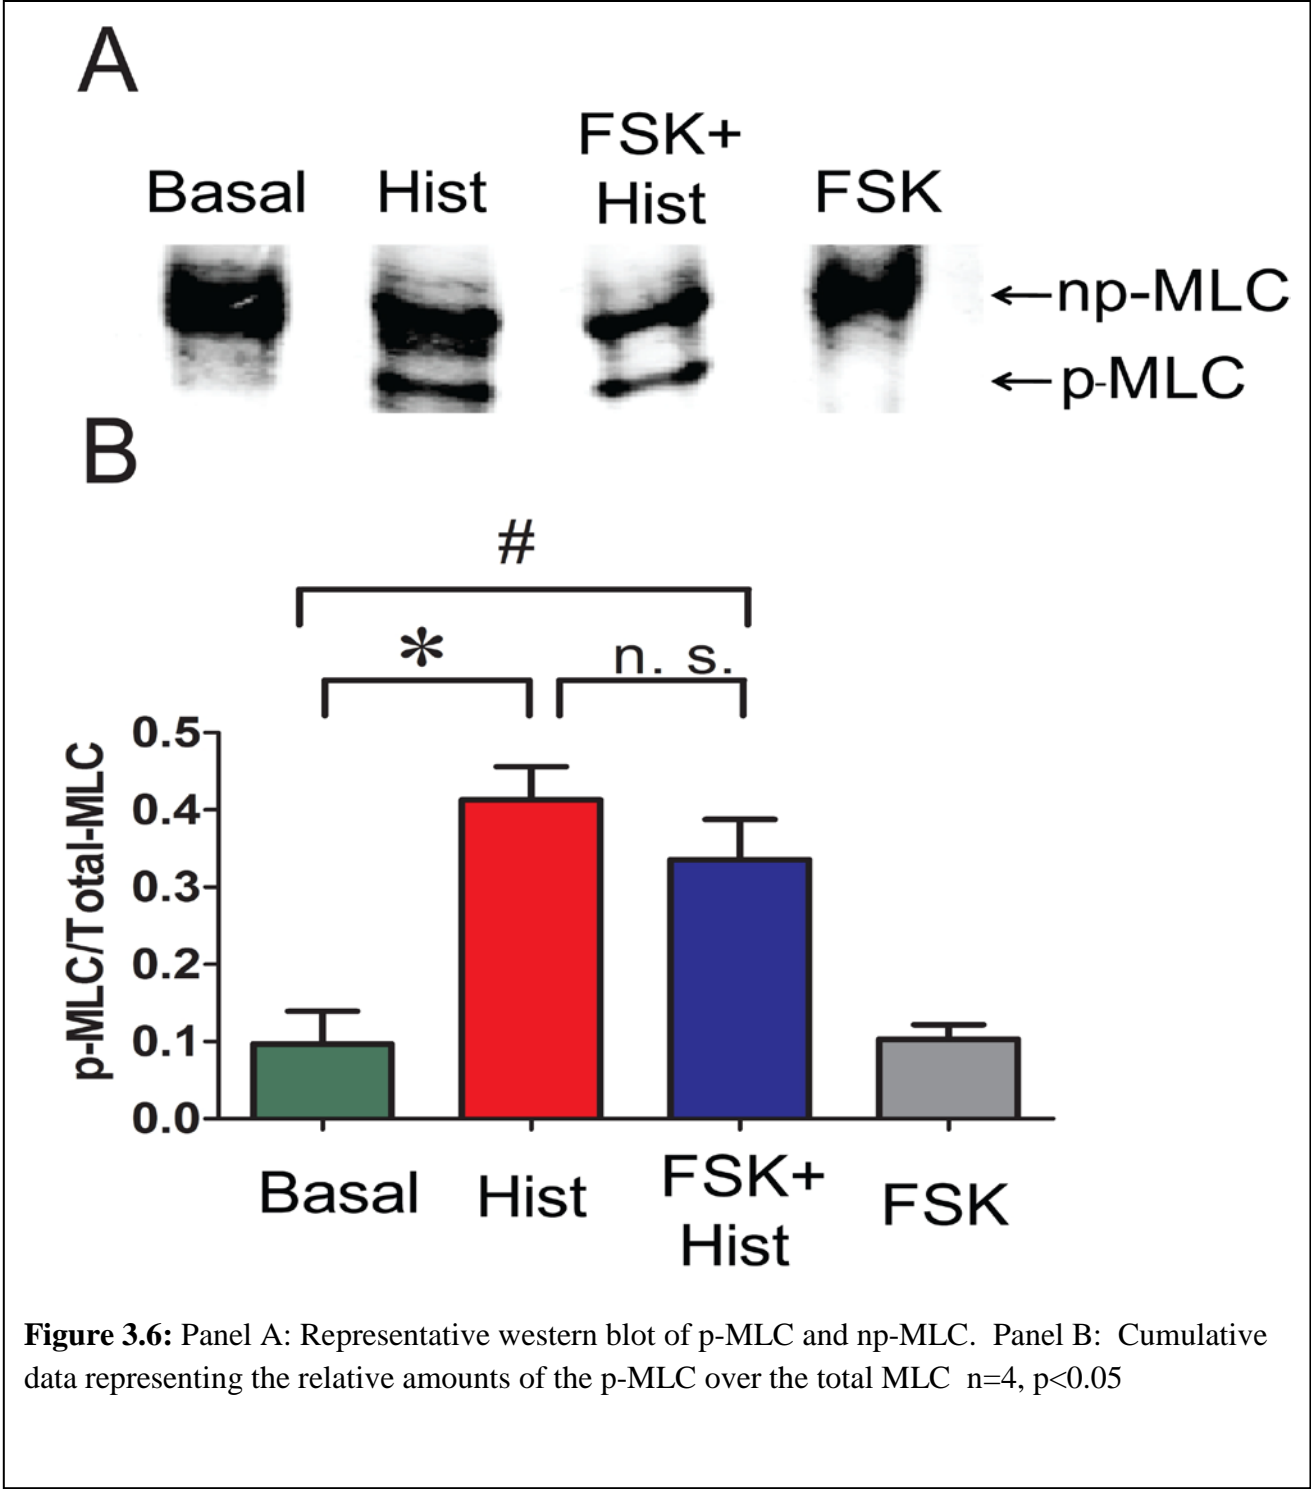 A
Basal
Hist
FSK+
Hist
FSK
←np-MLC
←p-MLC
B
#
*
n. s.
p-MLC/Total-MLC
0.5
0.4
0.3
0.2
0.1
0.0
Basal
Hist
FSK+
Hist
FSK
Figure 3.6: Panel A: Representative western blot of p-MLC and np-MLC.  Panel B:  Cumulative
data representing the relative amounts of the p-MLC over the total MLC  n=4, p<0.05